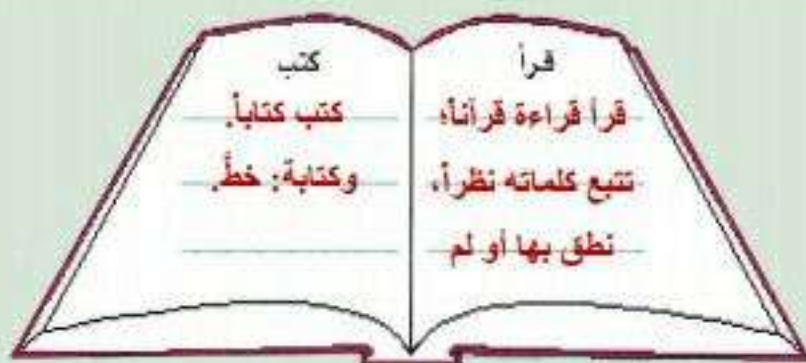 قرأ
قرأ قراءة قرآناً؛
تتبع كلماته نظراً،
نطق بها أو لم
كتب
كتب كتاباً.
وكتابة: خطَّ.